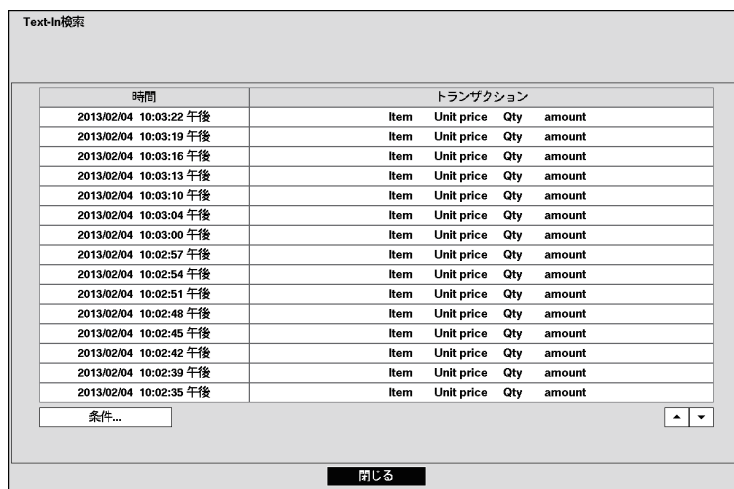 Text-In検索
時間 トランザクション
2013/02/04 10:03:22 午後 Item Unit price Qty amount
2013/02/04 10:03:19 午後 Item Unit price Qty amount
2013/02/04 10:03:16 午後 Item Unit price Qty amount
2013/02/04 10:03:13 午後 Item Unit price Qty amount
2013/02/04 10:03:10 午後 Item Unit price Qty amount
2013/02/04 10:03:04 午後 Item Unit price Qty amount
2013/02/04 10:03:00 午後 Item Unit price Qty amount
2013/02/04 10:02:57 午後 Item Unit price Qty amount
2013/02/04 10:02:54 午後 Item Unit price Qty amount
2013/02/04 10:02:51 午後 Item Unit price Qty amount
2013/02/04 10:02:48 午後 Item Unit price Qty amount
2013/02/04 10:02:45 午後 Item Unit price Qty amount
2013/02/04 10:02:42 午後 Item Unit price Qty amount
2013/02/04 10:02:39 午後 Item Unit price Qty amount
2013/02/04 10:02:35 午後 Item Unit price Qty amount
条件...
閉じる